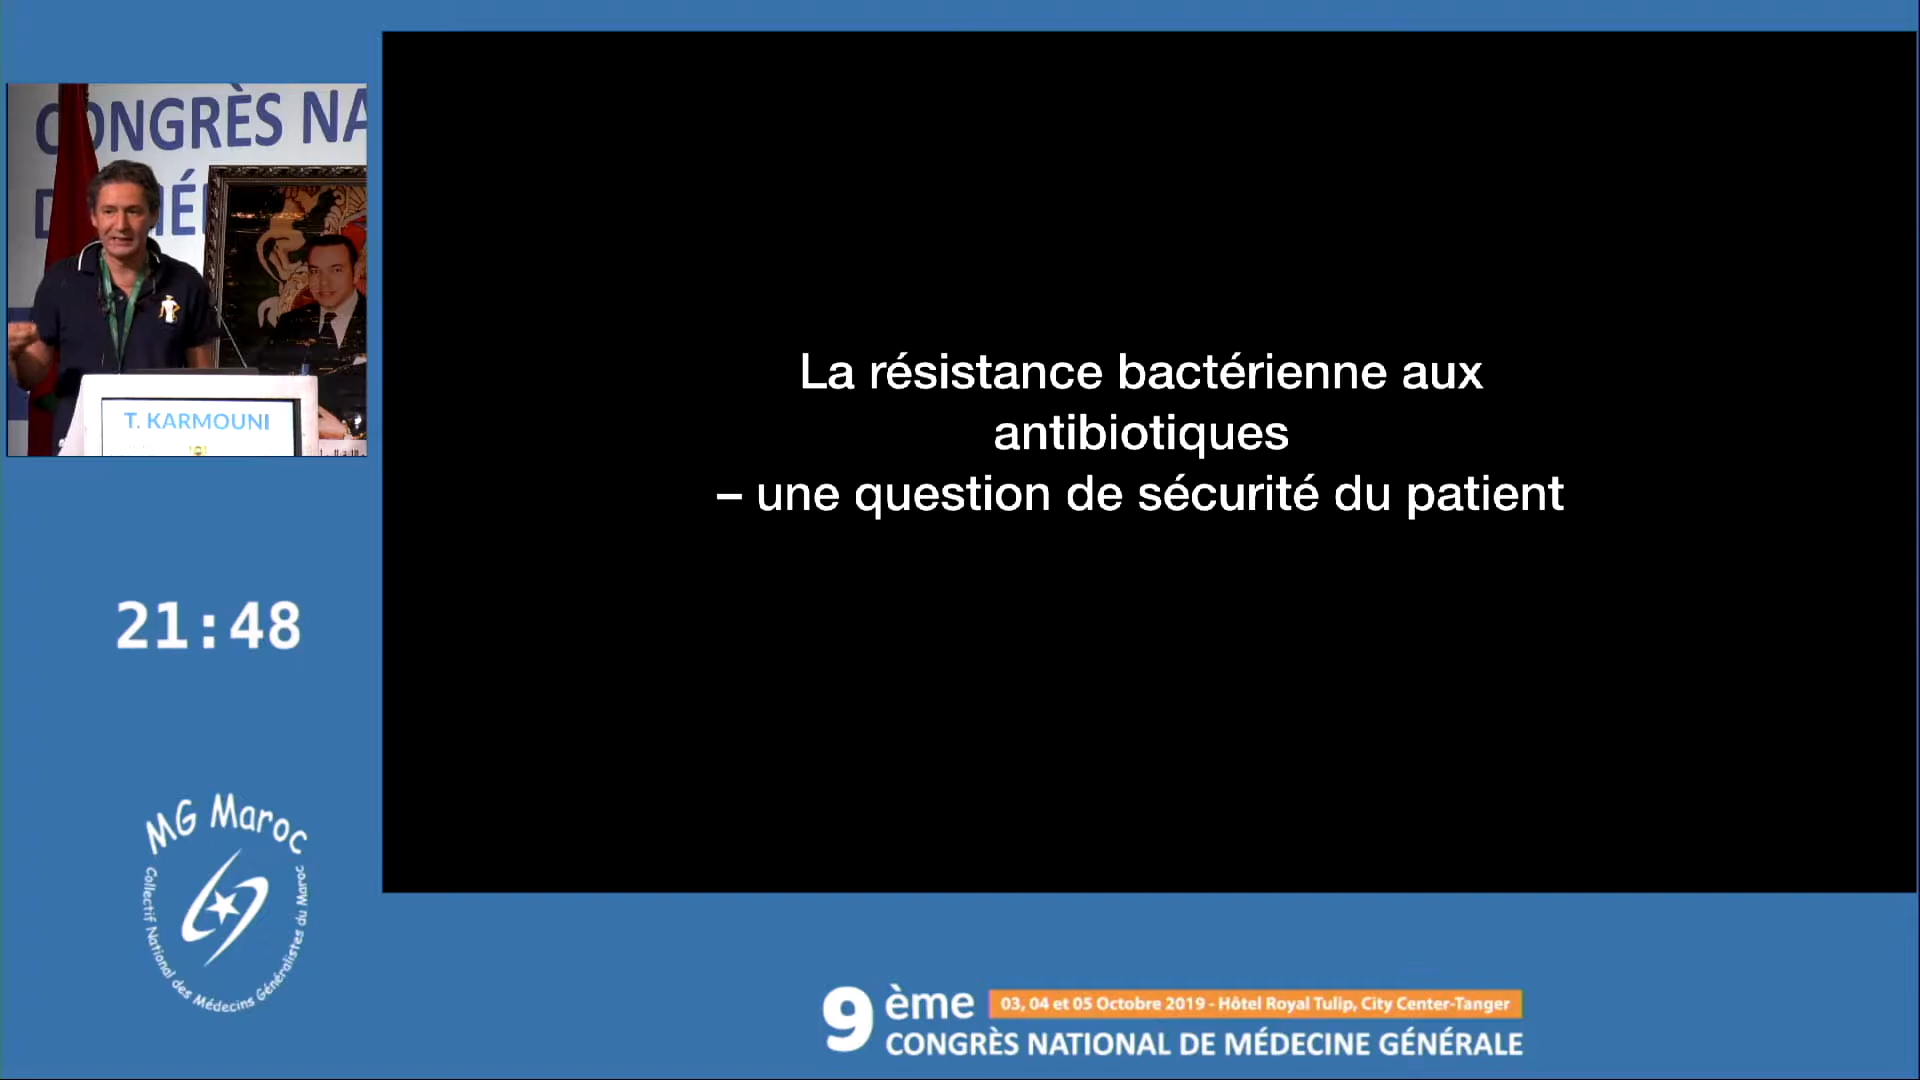 CONGRÈS NA
T. KARMOUNI
La résistance bactérienne aux
antibiotiques
– une question de sécurité du patient
21:48
MG Maroc
Collectif National des Médecins Généralistes du Maroc
9ème
03, 04 et 05 Octobre 2019 - Hôtel Royal Tulip, City Center-Tanger
CONGRÈS NATIONAL DE MÉDECINE GÉNÉRALE